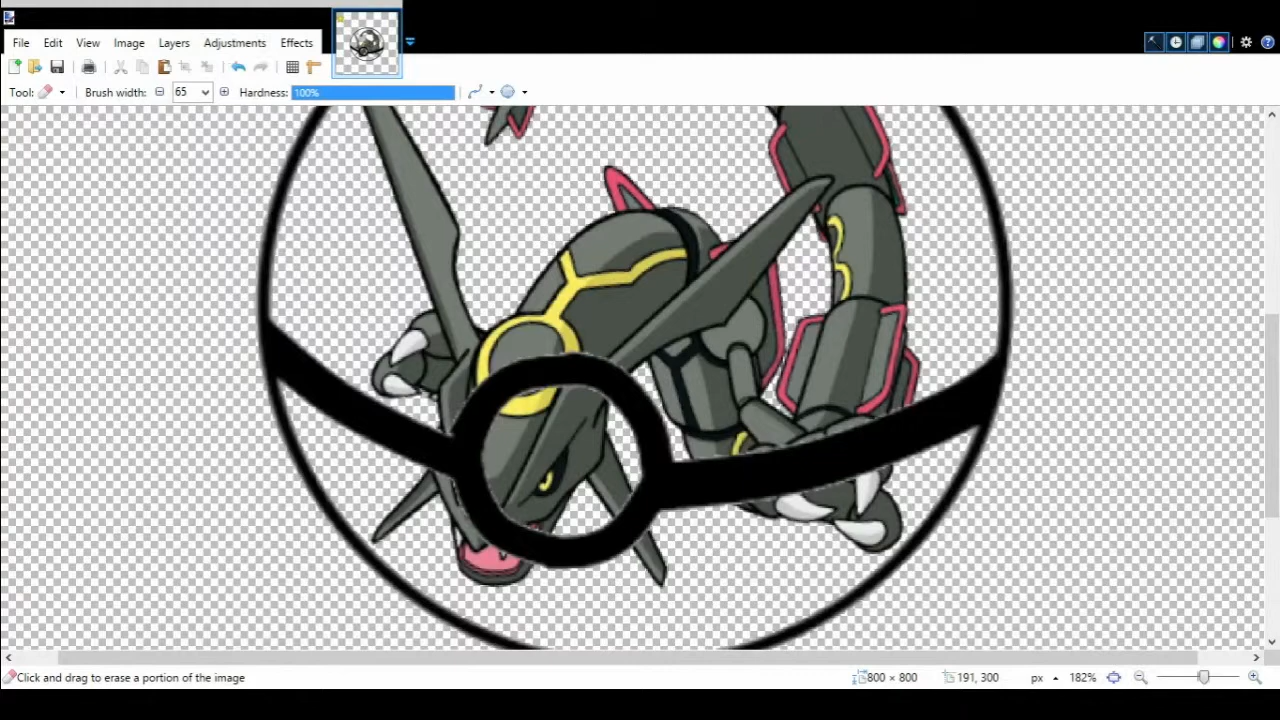 File Edit View Image Layers Adjustments Effects
Tool: Brush width: 65 Hardness: 100%
Click and drag to erase a portion of the image 800 × 800 191, 300 px 182%